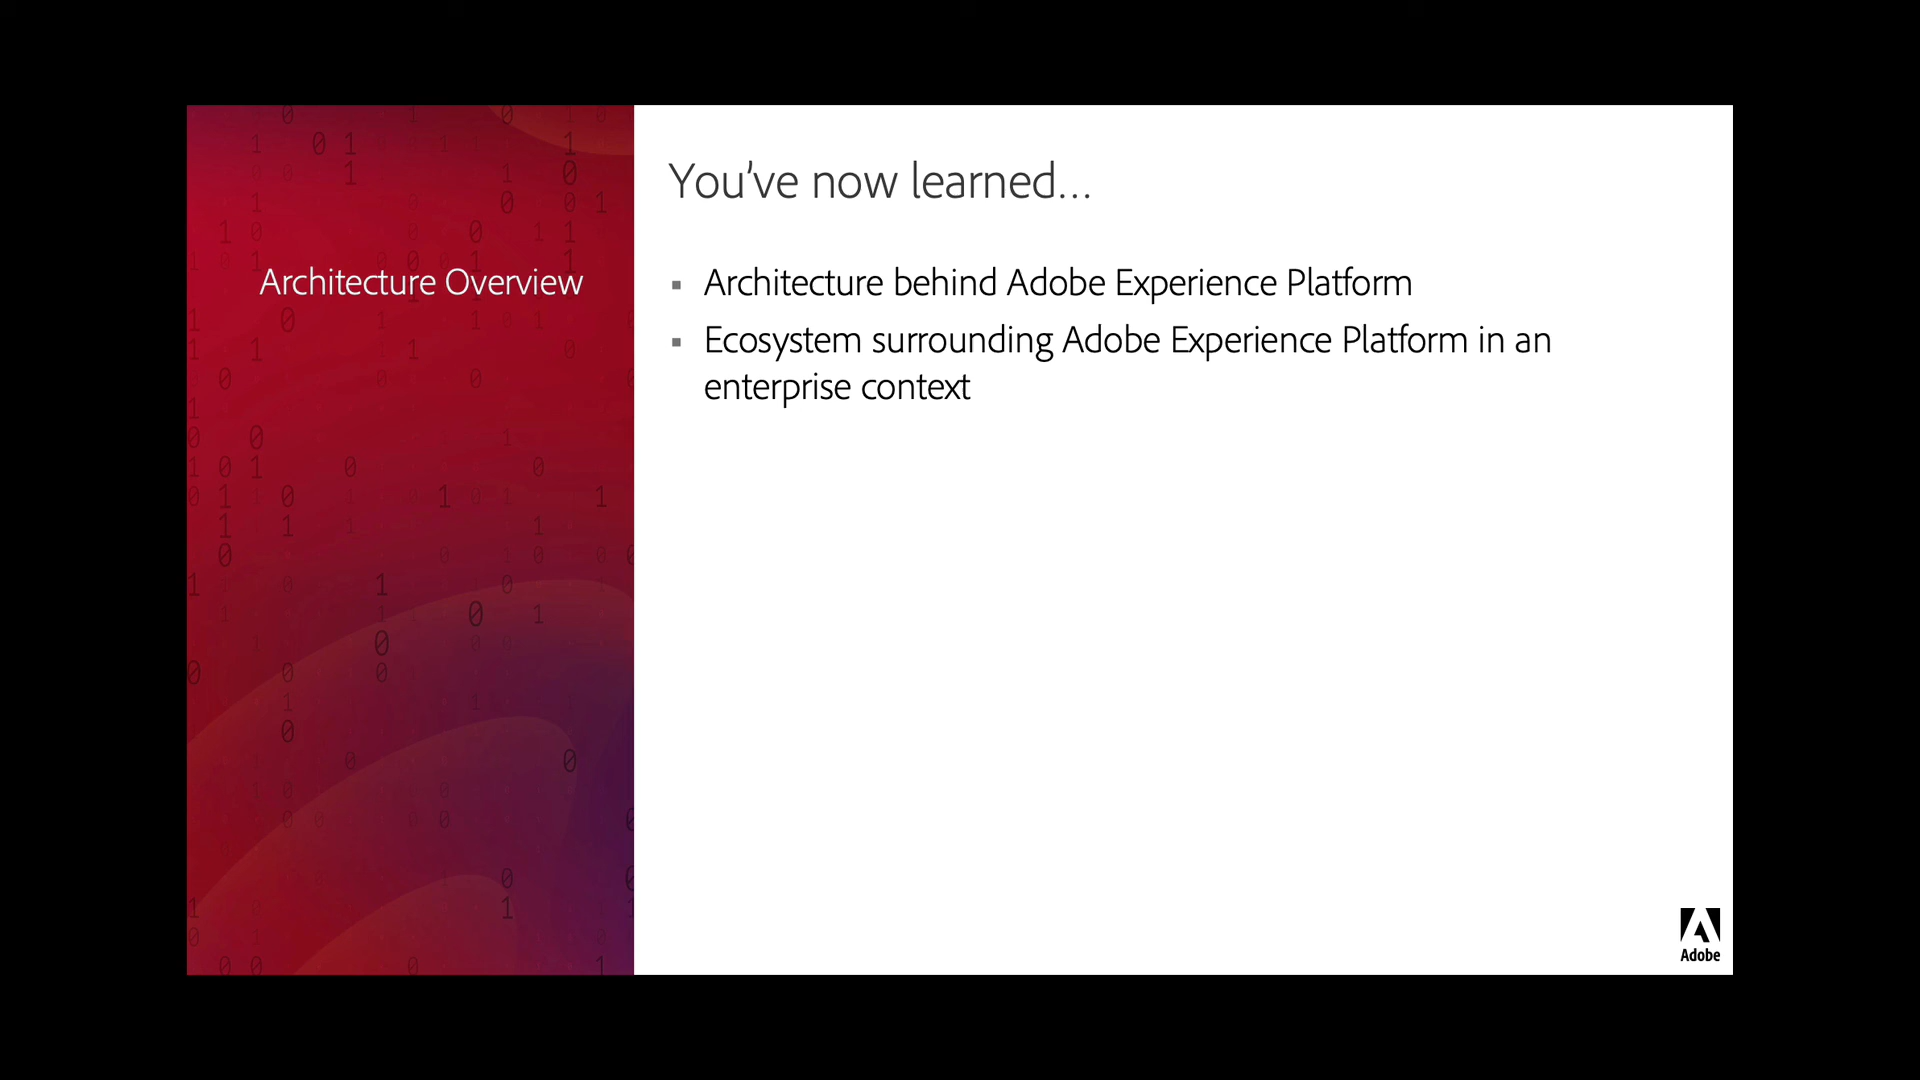 Architecture Overview
You've now learned...
▪ Architecture behind Adobe Experience Platform
▪ Ecosystem surrounding Adobe Experience Platform in an
enterprise context
Adobe